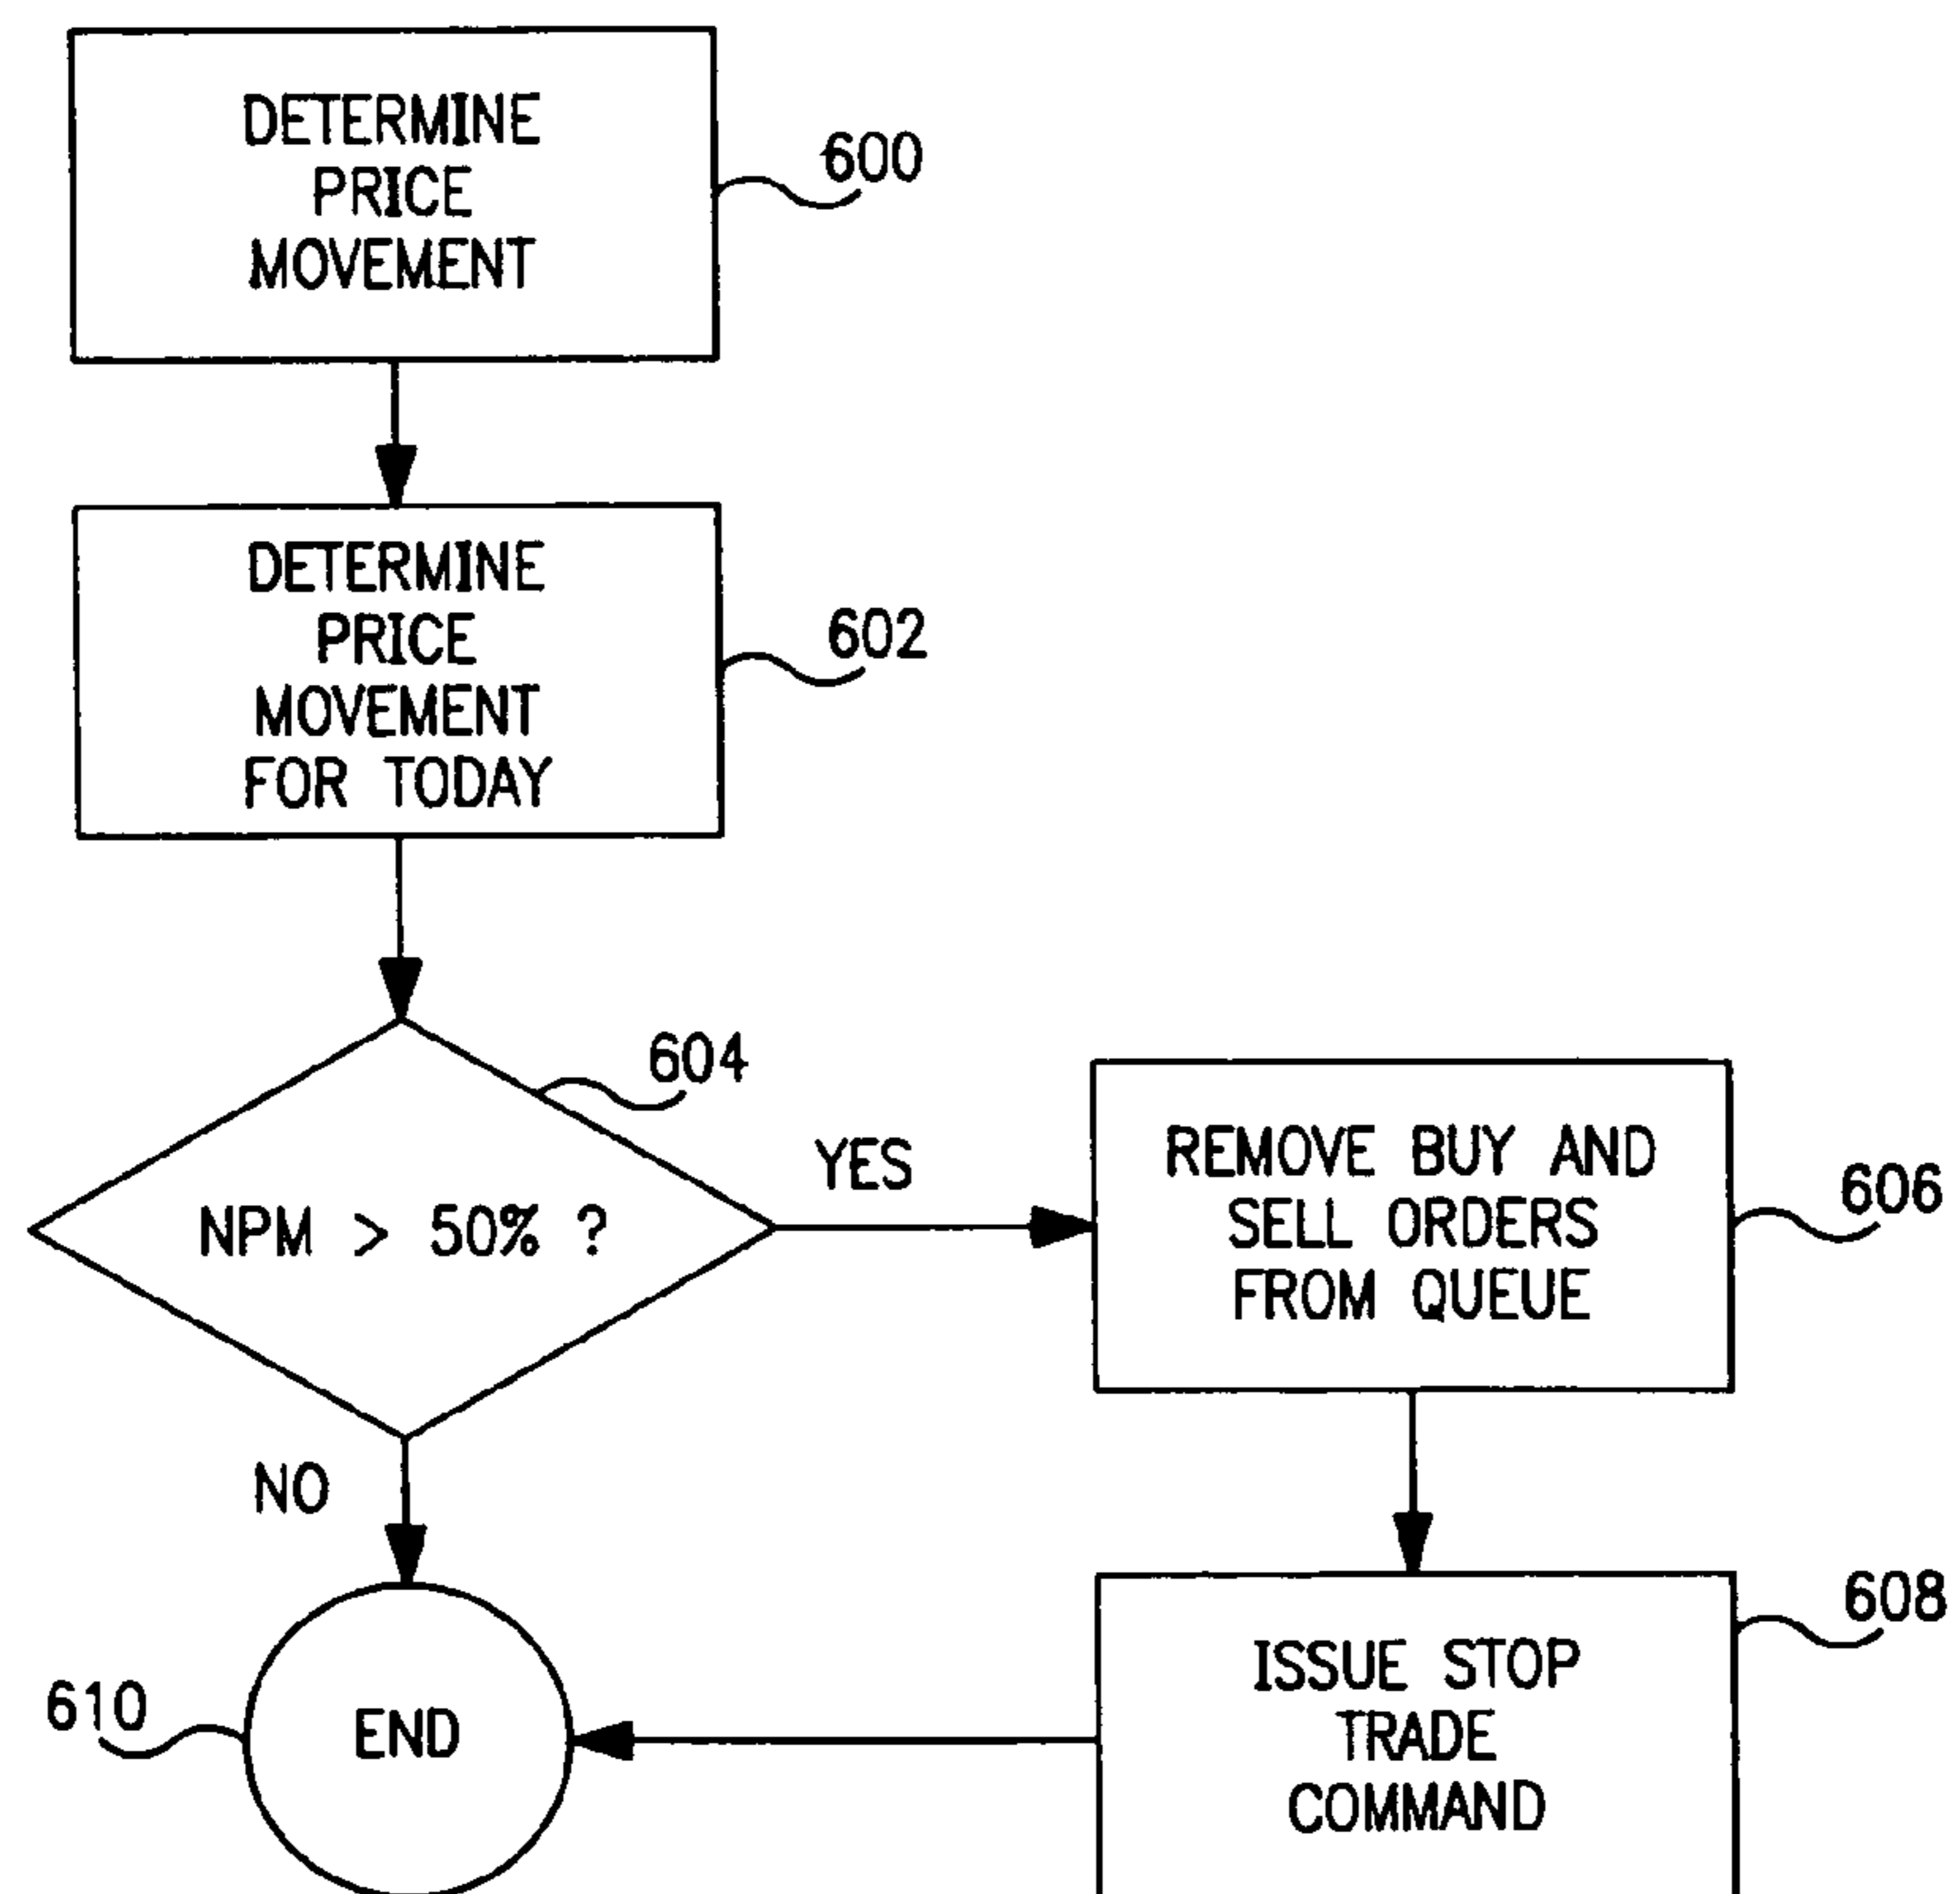 DETERMINE
PRICE
MOVEMENT
600
DETERMINE
PRICE
MOVEMENT
FOR TODAY
602
604
NPM > 50% ?
YES
REMOVE BUY AND
SELL ORDERS
FROM QUEUE
606
NO
608
ISSUE STOP
TRADE
COMMAND
610
END